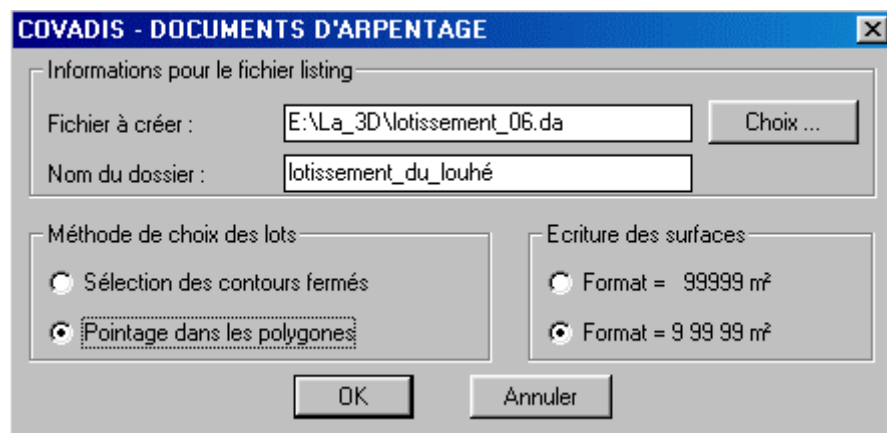 COVADIS - DOCUMENTS D'ARPENTAGE
Informations pour le fichier listing
Fichier à créer : E:\La_3D\lotissement_06.da Choix ...
Nom du dossier : lotissement_du_louhé
Méthode de choix des lots
Sélection des contours fermés
Pointage dans les polygones
Ecriture des surfaces
Format = 99999 m²
Format = 9 99 99 m²
OK Annuler